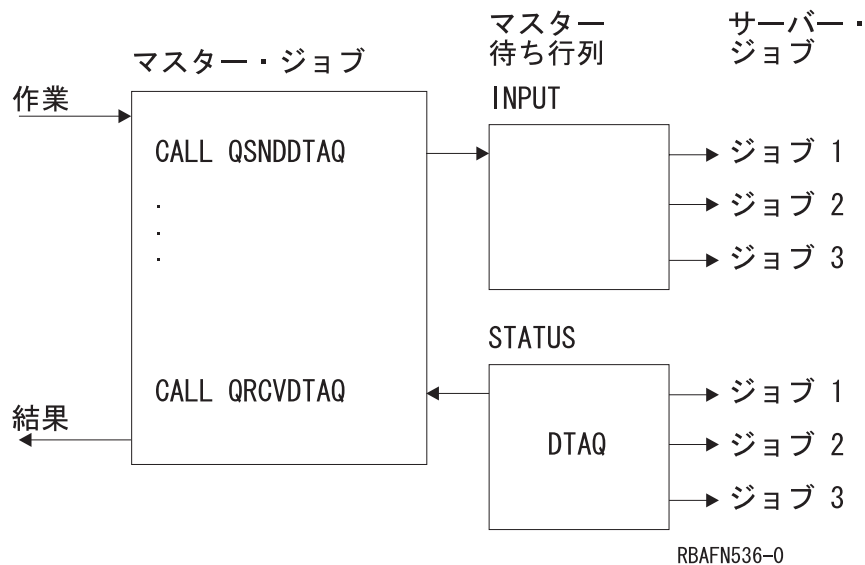 マスター・ジョブ
マスター
待ち行列
サーバー・
ジョブ
作業
INPUT
CALL QSNDDTAQ
.
.
.
ジョブ 1
ジョブ 2
ジョブ 3
STATUS
CALL QRCVDTAQ
結果
DTAQ
ジョブ 1
ジョブ 2
ジョブ 3
RBAFN536-0